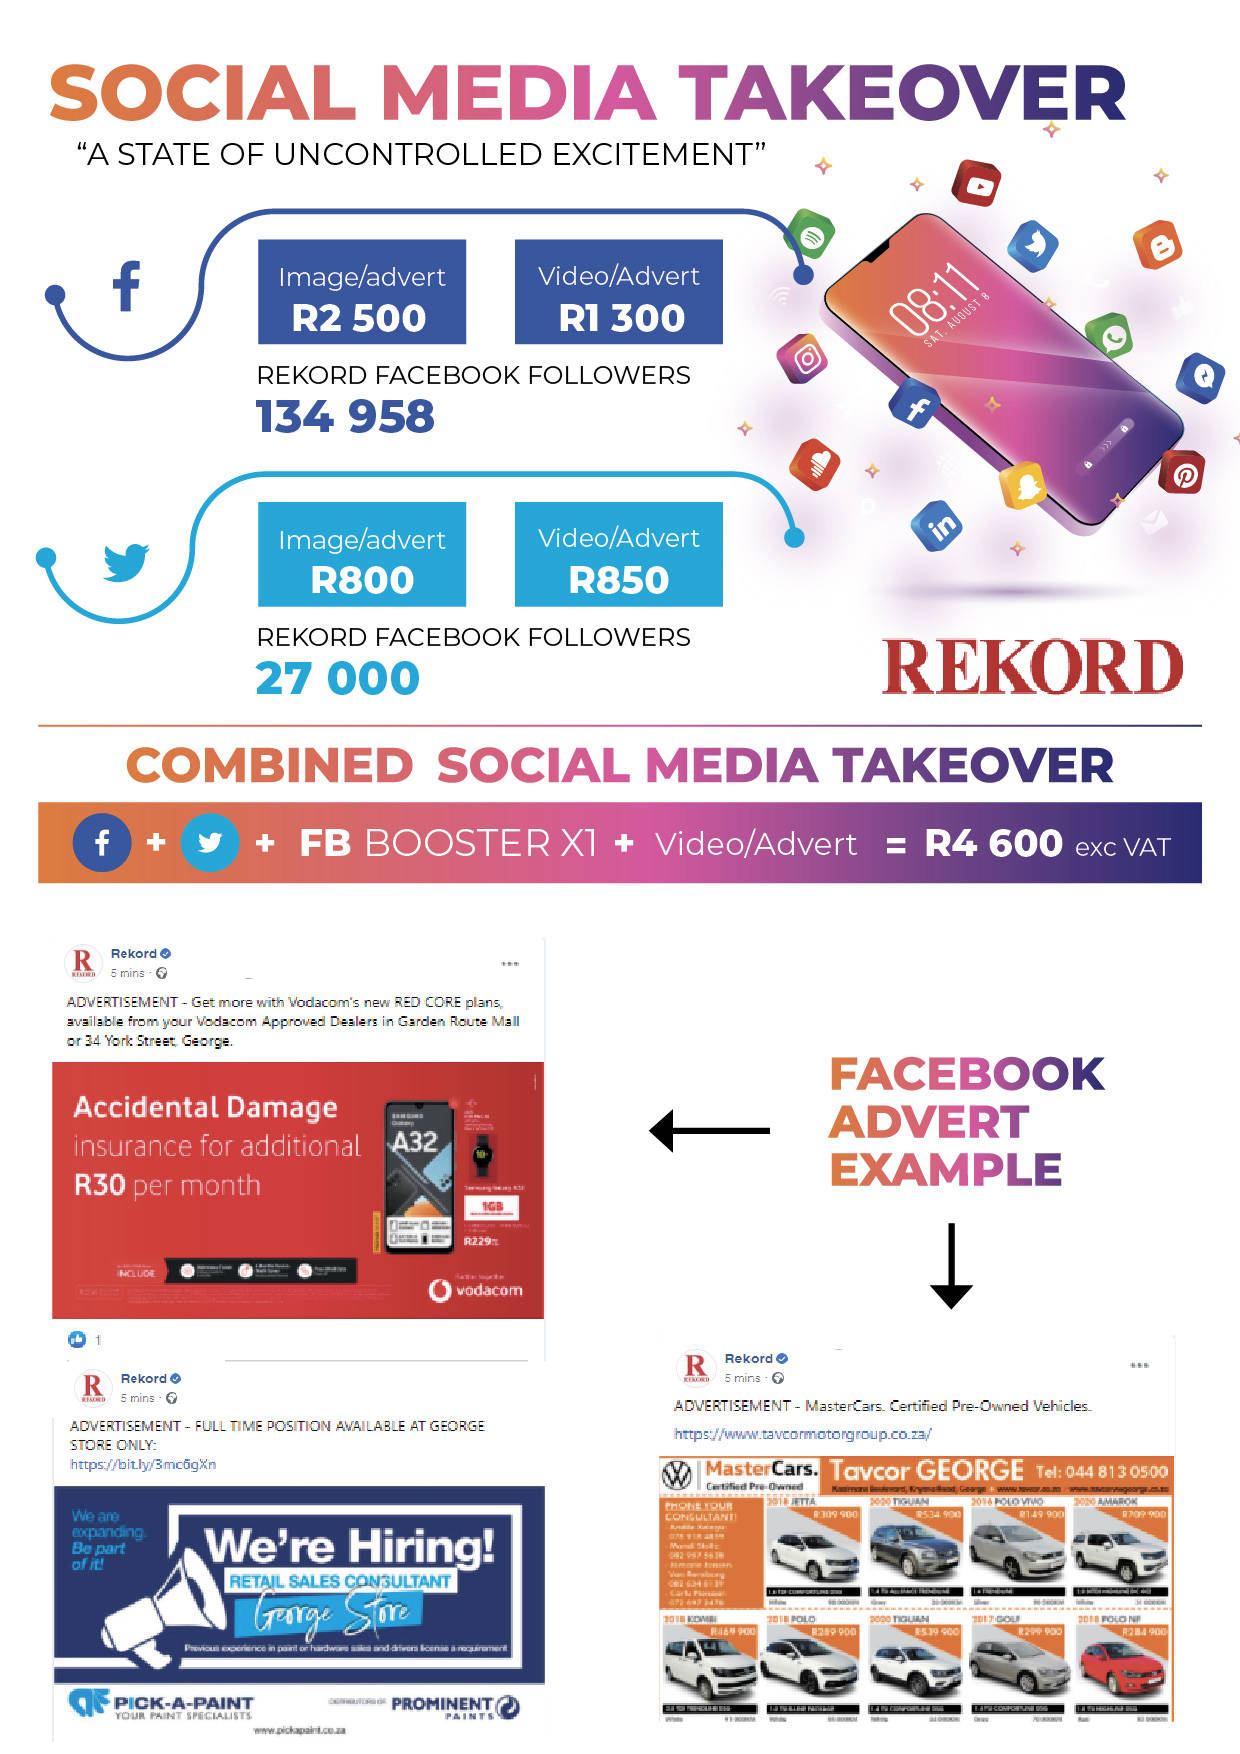 SOCIAL MEDIA TAKEOVER
“A STATE OF UNCONTROLLED EXCITEMENT”
Image/advert
R2 500
Video/Advert
R1 300
REKORD FACEBOOK FOLLOWERS
134 958
08:11
SAT, AUGUST 8
Image/advert
R800
Video/Advert
R850
REKORD FACEBOOK FOLLOWERS
27 000
REKORD
COMBINED SOCIAL MEDIA TAKEOVER
+ + FB BOOSTER X1 + Video/Advert = R4 600 exc VAT
Rekord
5 mins ·
ADVERTISEMENT - Get more with Vodacom's new RED CORE plans,
available from your Vodacom Approved Dealers in Garden Route Mall
or 34 York Street, George.
Accidental Damage
insurance for additional
R30 per month
SAMSUNG
A32
1GB
R229
INCLUDE
vodacom
1
FACEBOOK
ADVERT
EXAMPLE
Rekord
5 mins ·
ADVERTISEMENT - FULL TIME POSITION AVAILABLE AT GEORGE
STORE ONLY:
https://bit.ly/3mc6gXn
We are
expanding.
Be part
of it!
We're Hiring!
RETAIL SALES CONSULTANT
George Store
Previous experience in paint or hardware sales and drivers license a requirement
PICK-A-PAINT
YOUR PAINT SPECIALISTS
DISTRIBUTORS OF
PROMINENT
PAINTS
www.pickapaint.co.za
Rekord
5 mins ·
ADVERTISEMENT - MasterCars. Certified Pre-Owned Vehicles.
https://www.tavcormotorgroup.co.za/
MasterCars.
Certified Pre-Owned
Tavcor GEORGE Tel: 044 813 0500
PHONE YOUR
CONSULTANT!
2018 JETTA
R309 900
2020 TIGUAN
R534 900
2016 POLO VIVO
R149 900
2020 AMAROK
R709 900
2018 KOMBI
R469 900
2018 POLO
R289 900
2020 TIGUAN
R539 900
2017 GOLF
R299 900
2018 POLO NF
R284 900